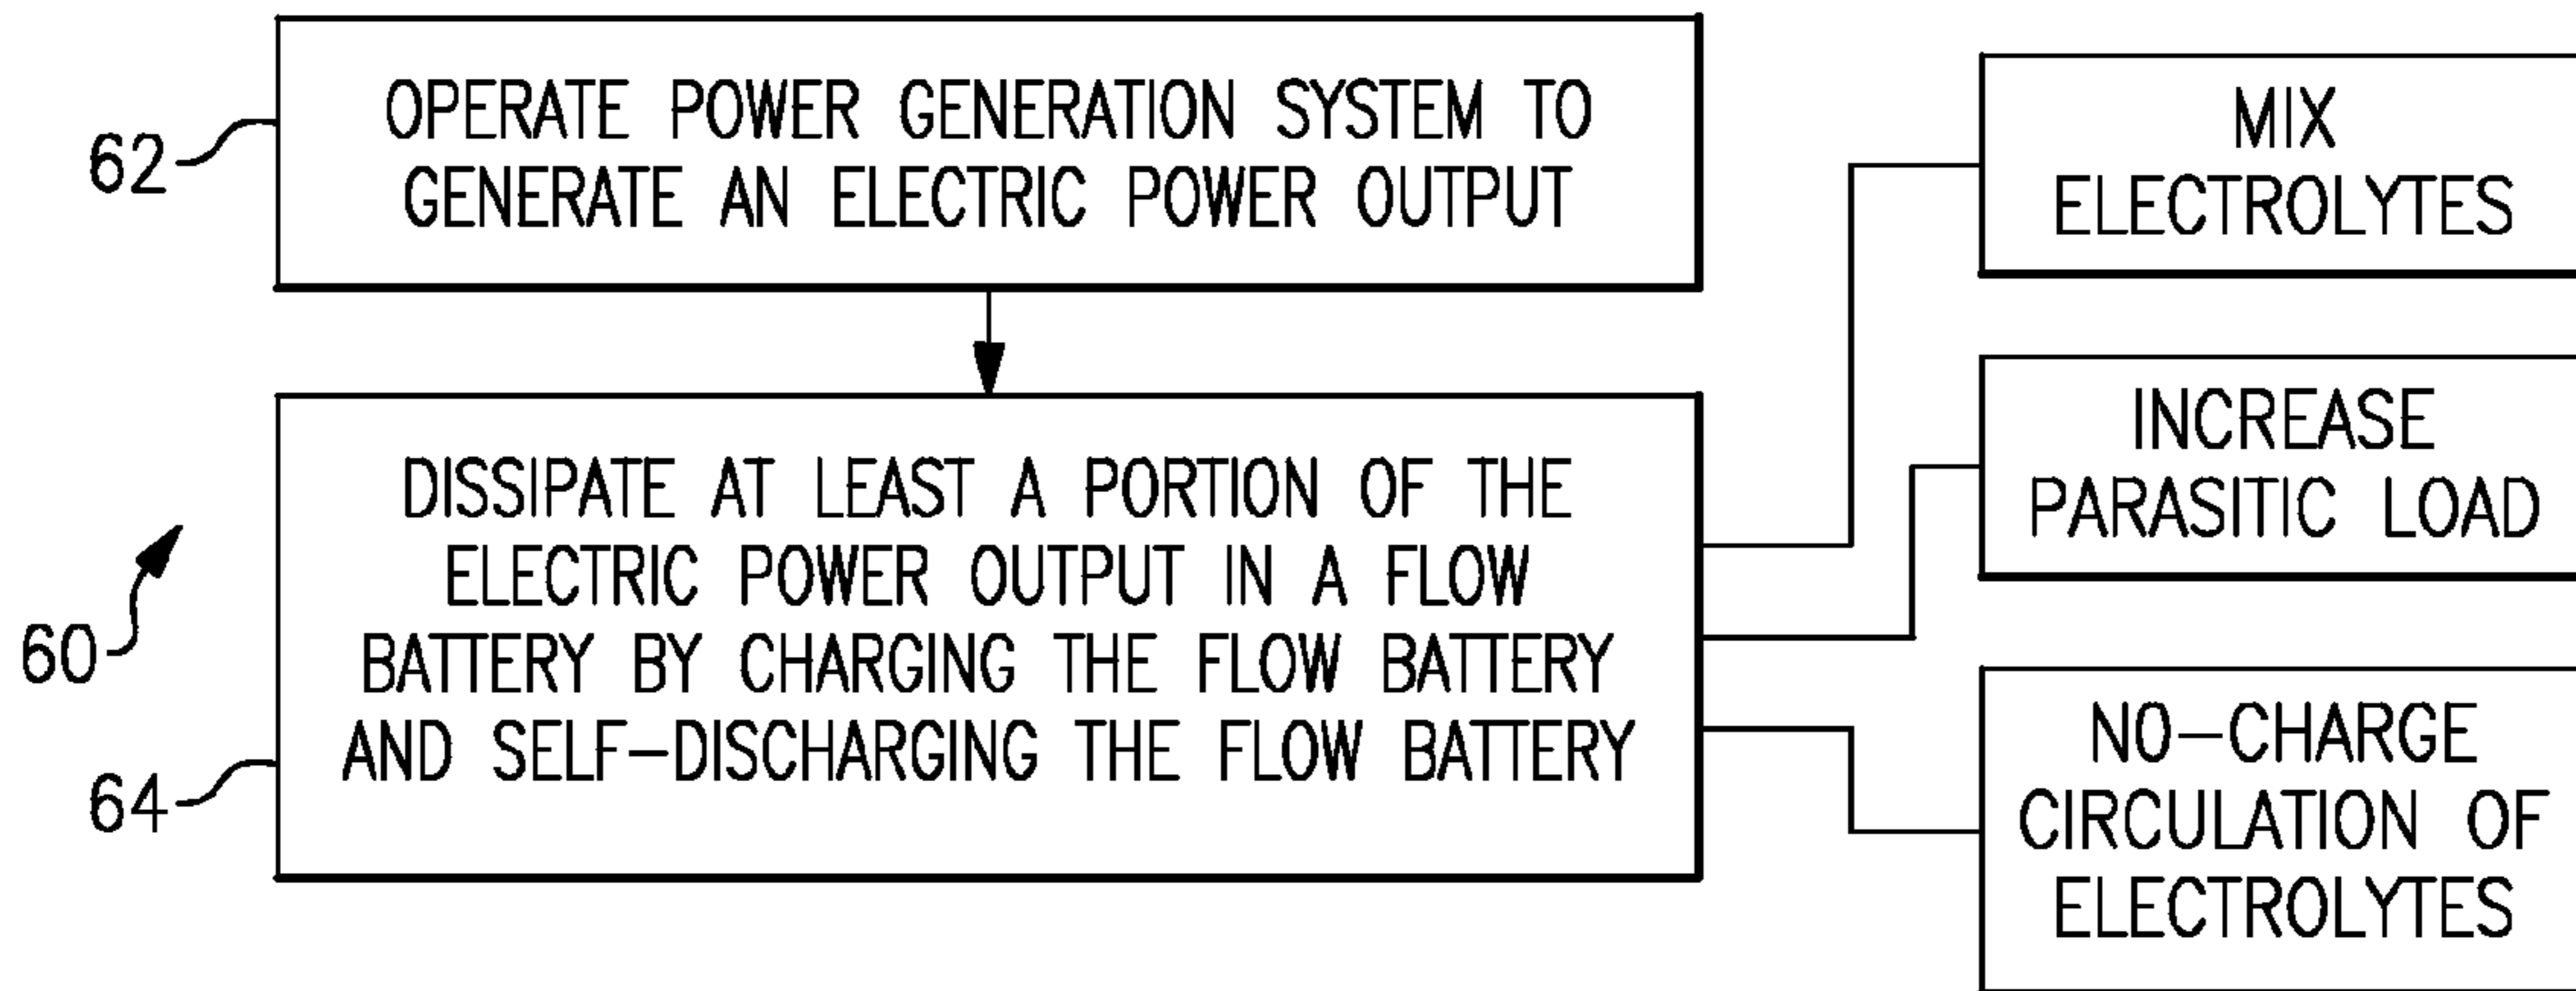 62
OPERATE POWER GENERATION SYSTEM TO
GENERATE AN ELECTRIC POWER OUTPUT
60
64
DISSIPATE AT LEAST A PORTION OF THE
ELECTRIC POWER OUTPUT IN A FLOW
BATTERY BY CHARGING THE FLOW BATTERY
AND SELF-DISCHARGING THE FLOW BATTERY
MIX
ELECTROLYTES
INCREASE
PARASITIC LOAD
NO-CHARGE
CIRCULATION OF
ELECTROLYTES